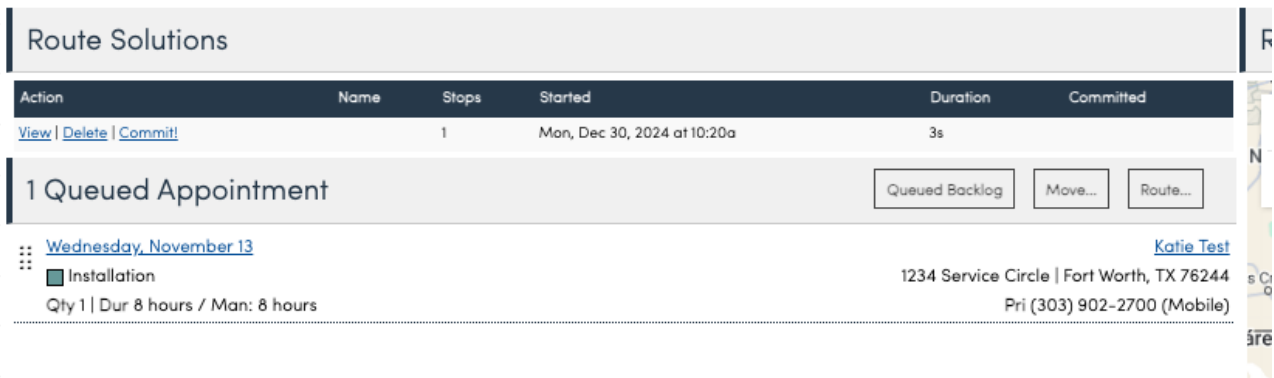 Route Solutions
Action Name Stops Started Duration Committed
View | Delete | Commit! 1 Mon, Dec 30, 2024 at 10:20a 3s
1 Queued Appointment Queued Backlog Move... Route...
Wednesday, November 13 Katie Test
Installation 1234 Service Circle | Fort Worth, TX 76244
Qty 1 | Dur 8 hours / Man: 8 hours Pri (303) 902-2700 (Mobile)